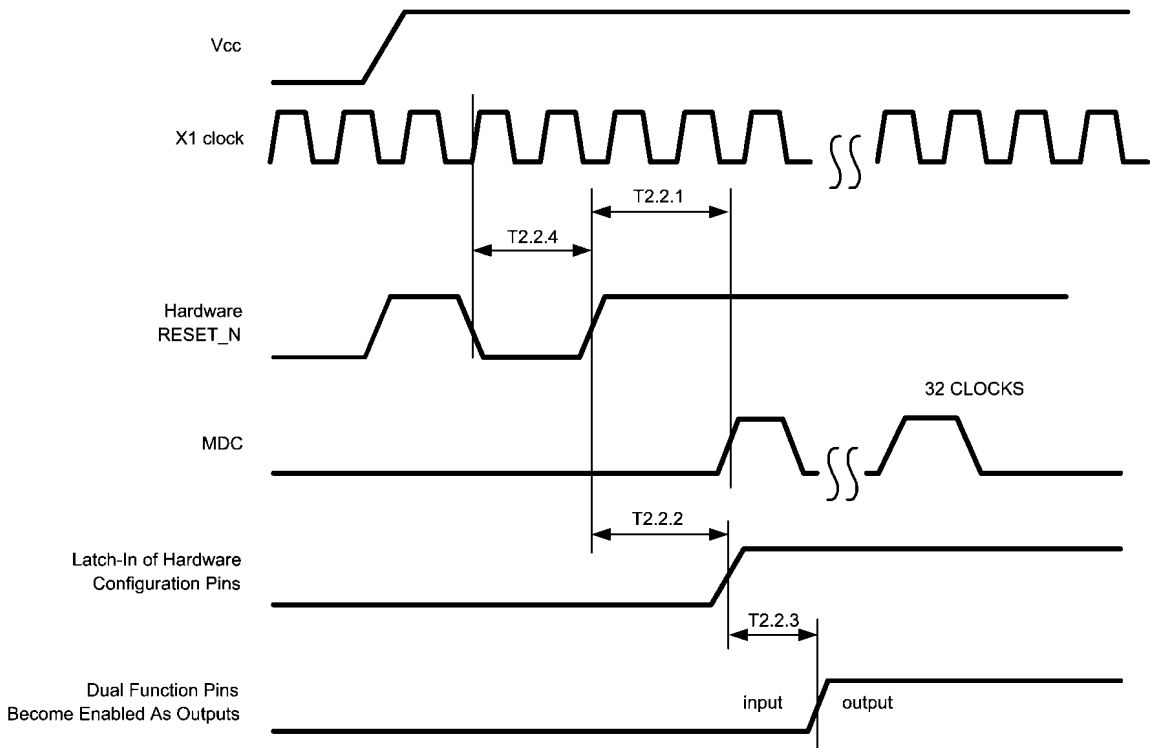 Vcc
X1 clock
T2.2.1
T2.2.4
Hardware
RESET_N
32 CLOCKS
MDC
T2.2.2
Latch-In of Hardware
Configuration Pins
T2.2.3
Dual Function Pins
Become Enabled As Outputs
input
output